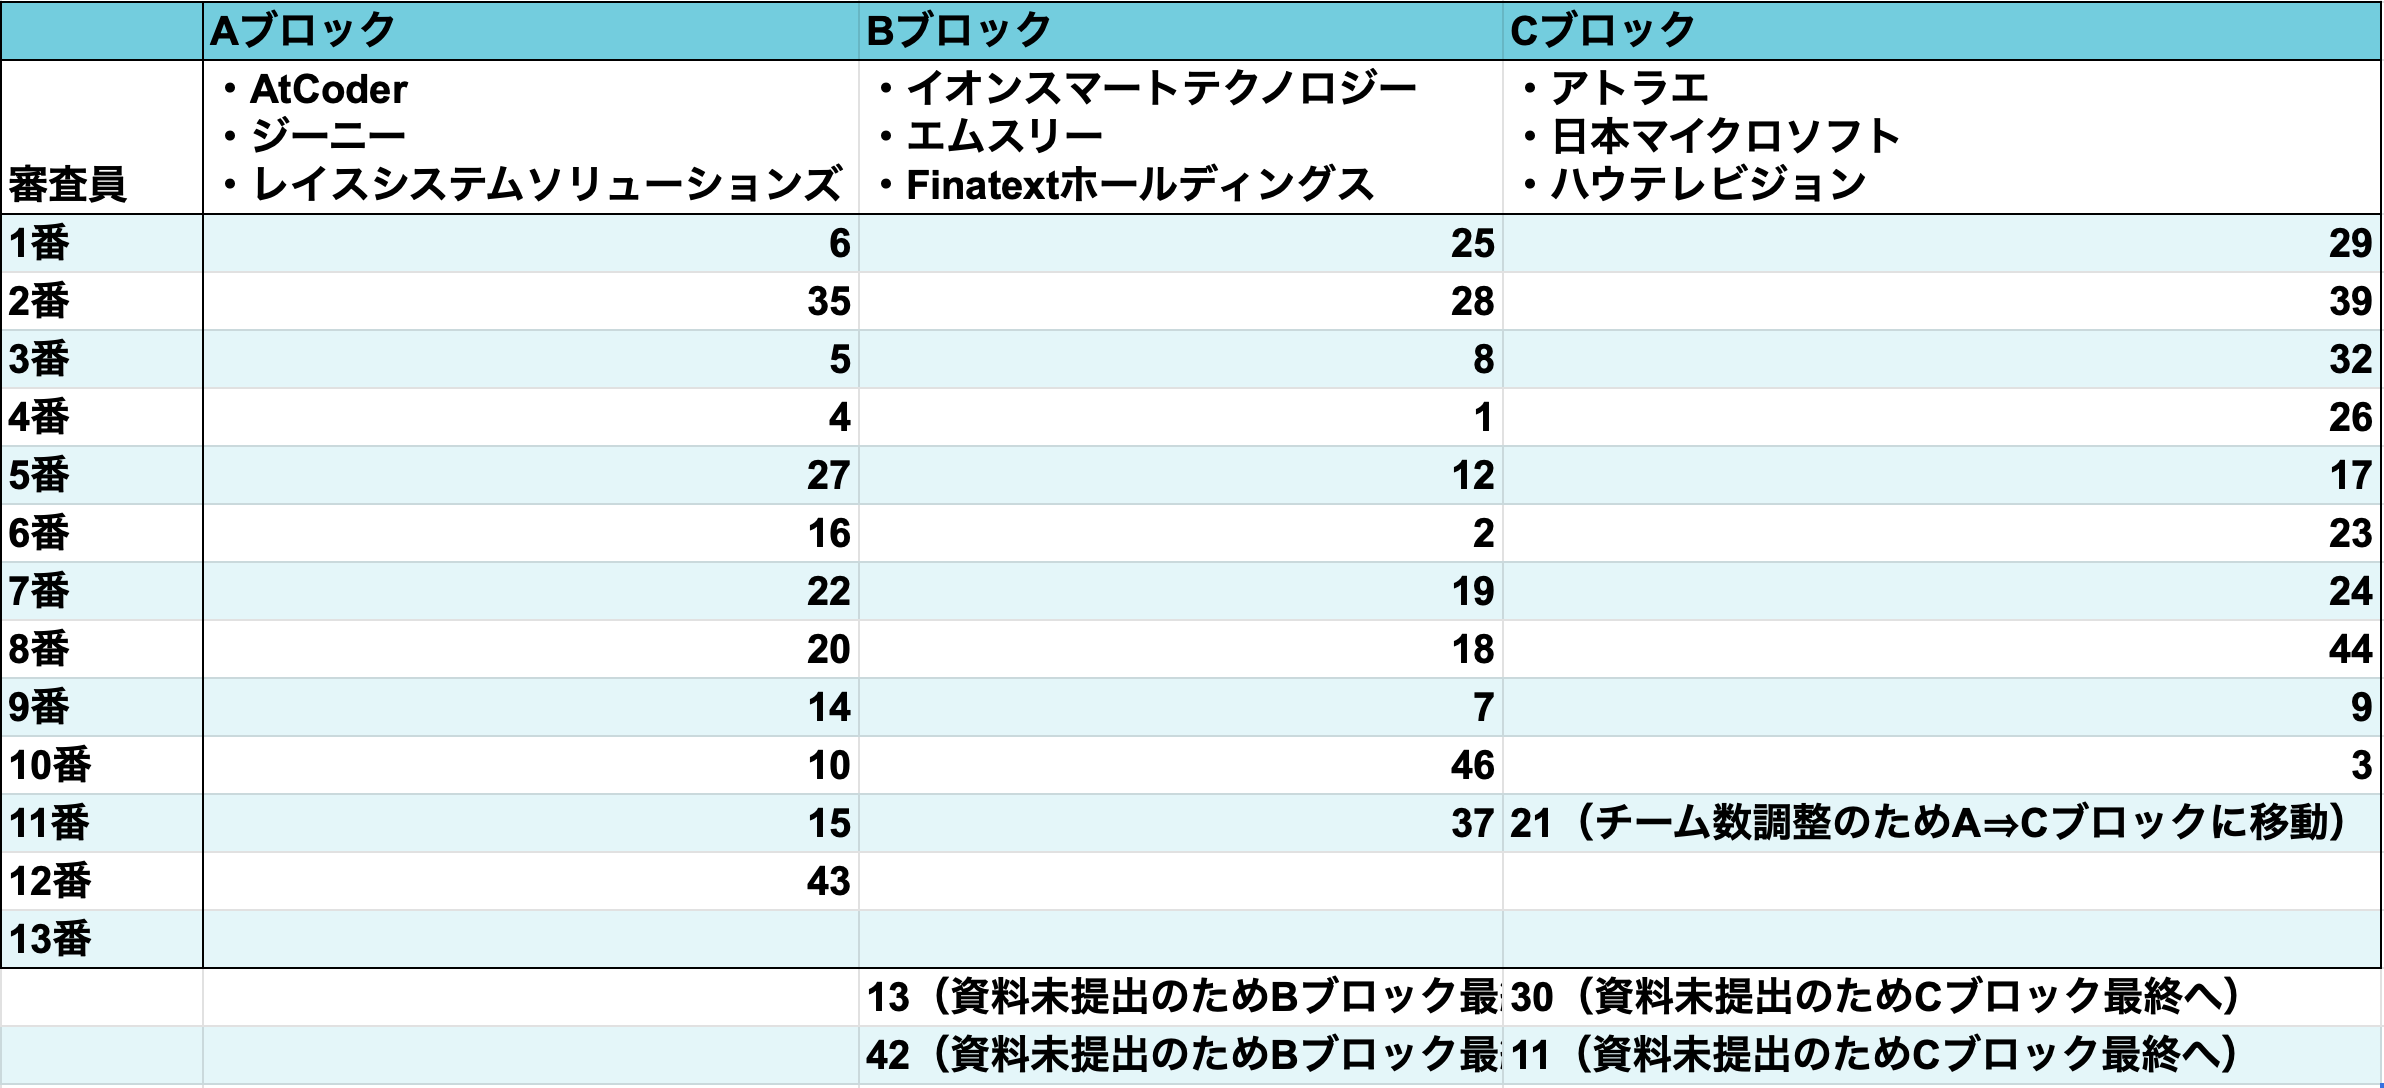 Aブロック Bブロック Cブロック
審査員 ・AtCoder ・イオンスマートテクノロジー ・アトラエ
・ジーニー ・エムスリー ・日本マイクロソフト
・レイスシステムソリューションズ ・Finatextホールディングス ・ハウテレビジョン
1番 6 25 29
2番 35 28 39
3番 5 8 32
4番 4 1 26
5番 27 12 17
6番 16 2 23
7番 22 19 24
8番 20 18 44
9番 14 7 9
10番 10 46 3
11番 15 37 21（チーム数調整のためA⇒Cブロックに移動）
12番 43
13番
13（資料未提出のためBブロック最 30（資料未提出のためCブロック最終へ）
42（資料未提出のためBブロック最 11（資料未提出のためCブロック最終へ）